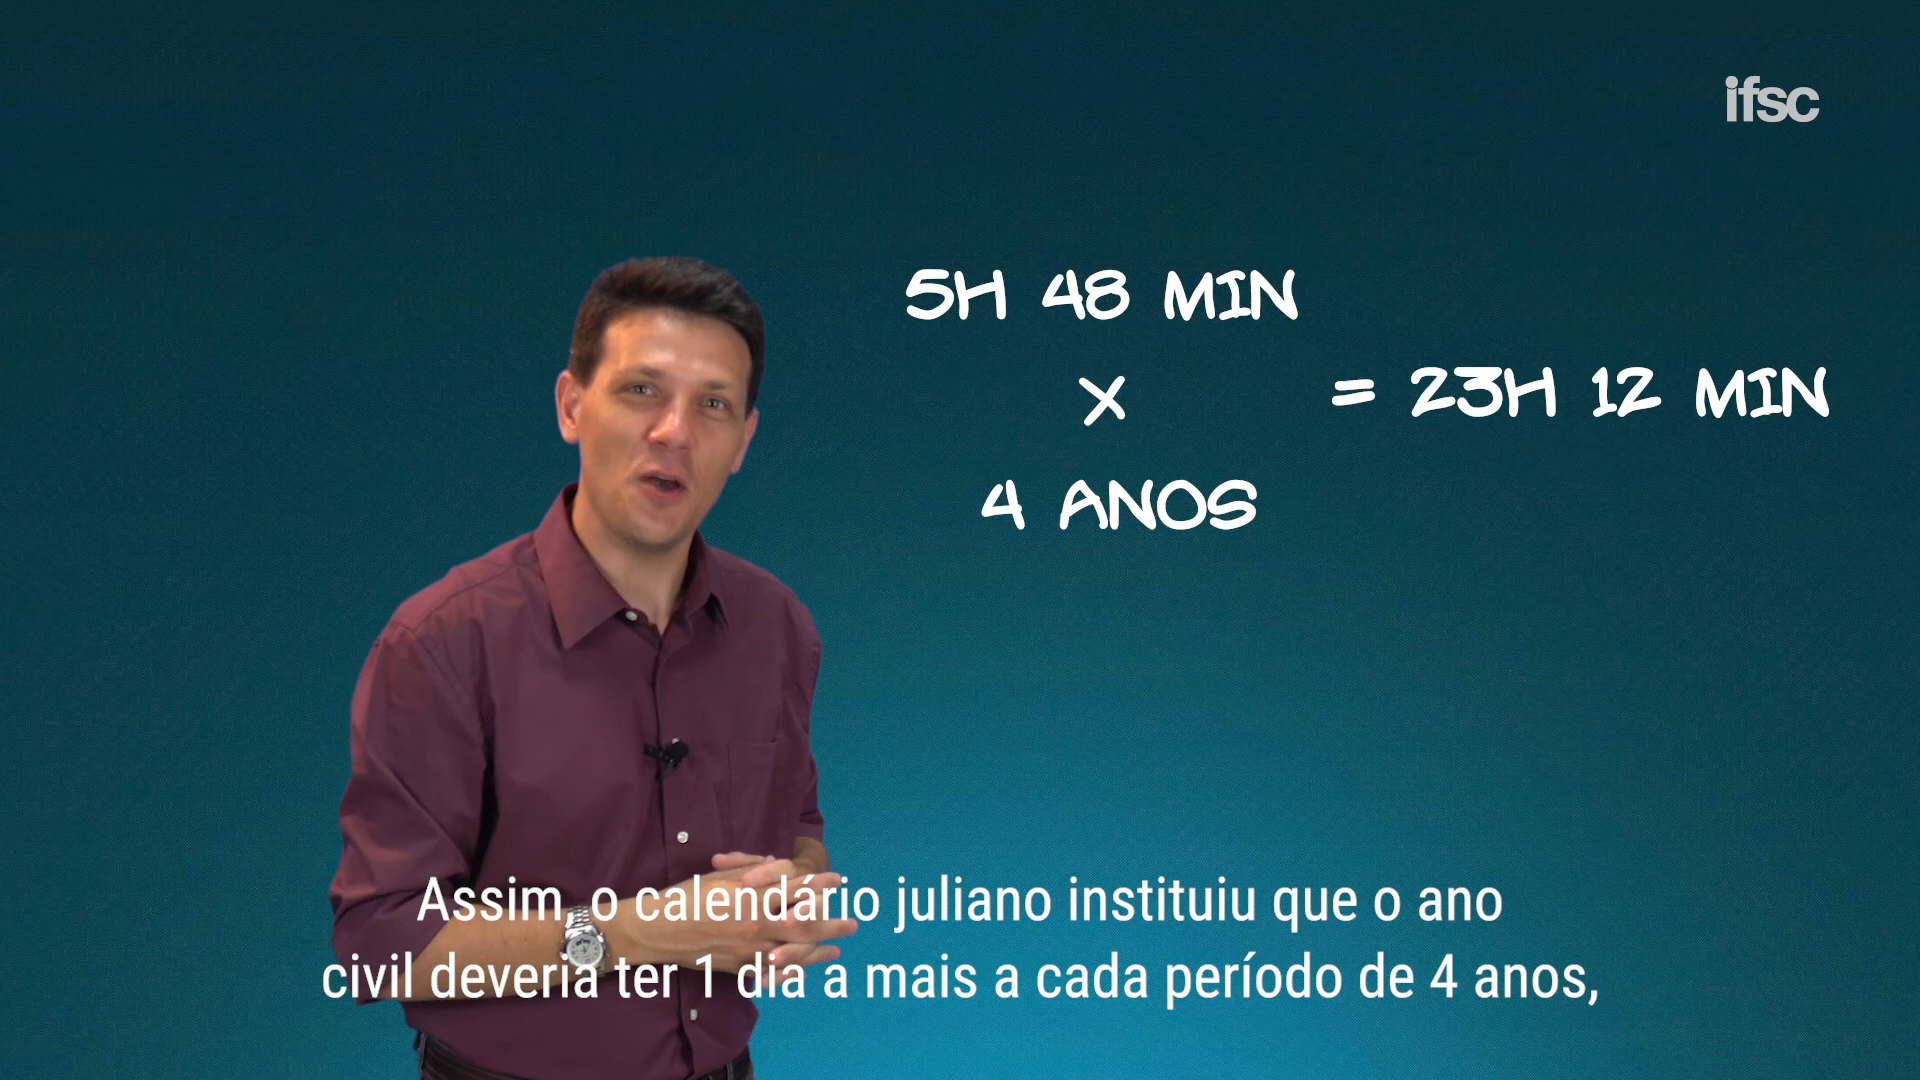 ifsc
5H 48 MIN
X
= 23H 12 MIN
4 ANOS
Assim, o calendário juliano instituiu que o ano
civil deveria ter 1 dia a mais a cada período de 4 anos,